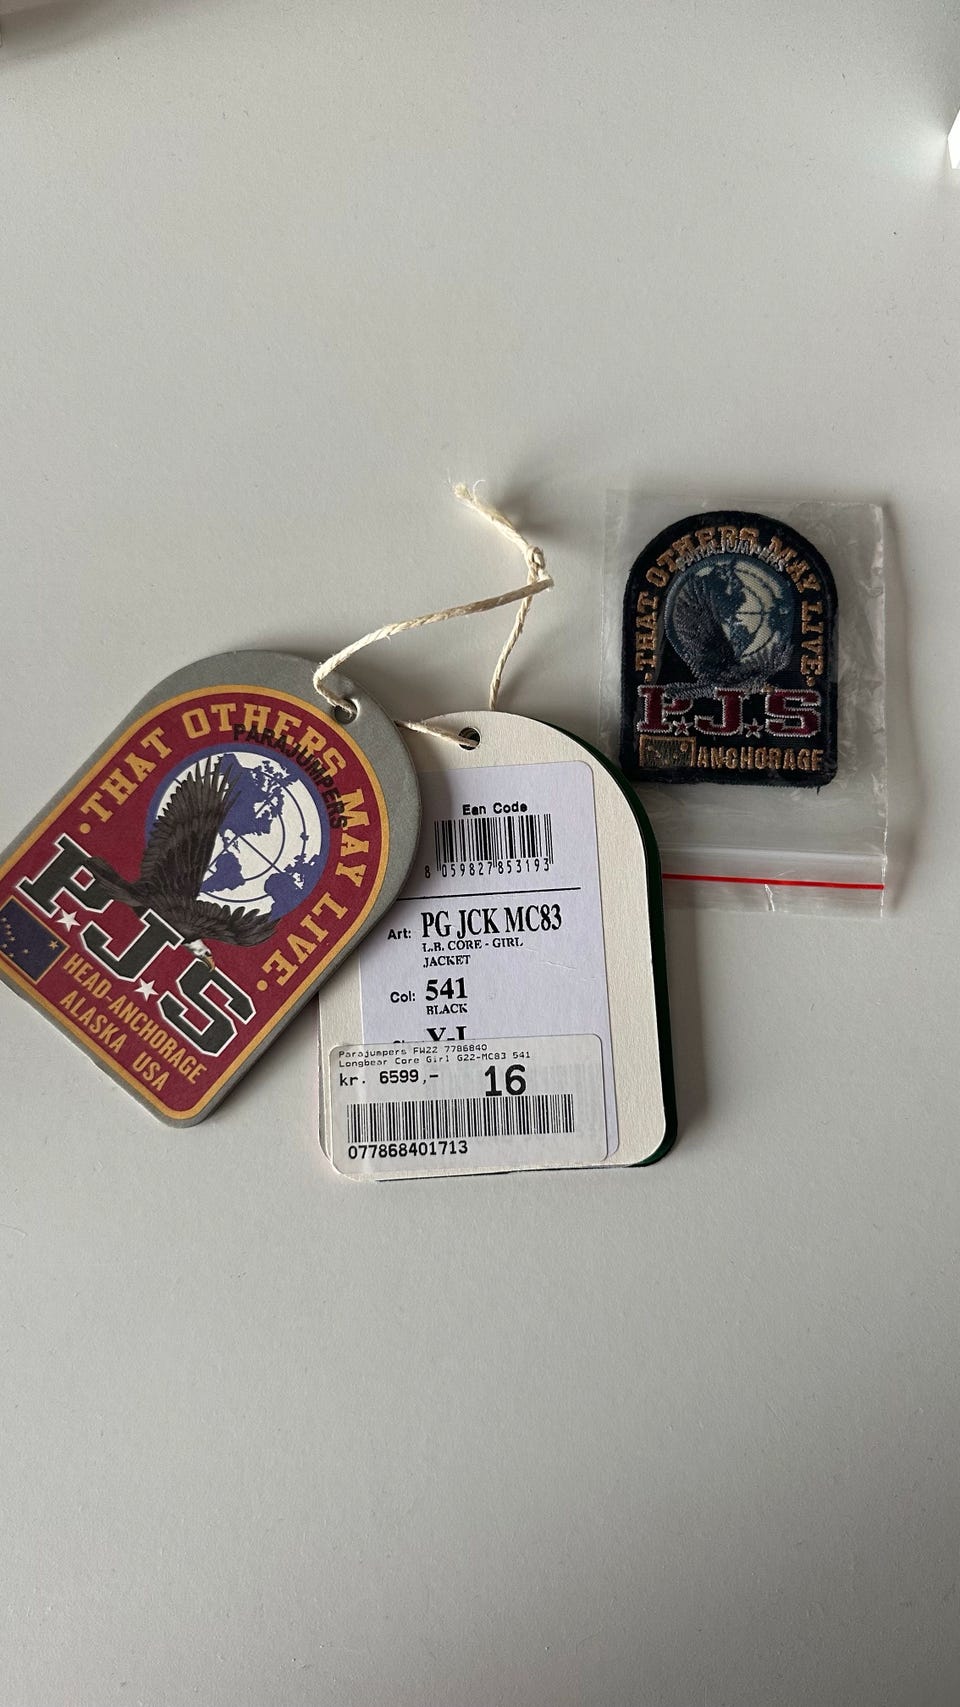 ·THAT OTHERS MAY LIVE·
PARAJUMPERS
P.J.S
HEAD-ANCHORAGE
ALASKA USA
Ean Code
8 059827 853193
Art: PG JCK MC83
L.B. CORE - GIRL
JACKET
Col: 541
BLACK
Parajumpers FW22 7786840
Longbear Core Girl G22-MC83 541
kr. 6599,- 16
077868401713
·THAT OTHERS MAY LIVE·
PARAJUMPERS
P.J.S
ANCHORAGE